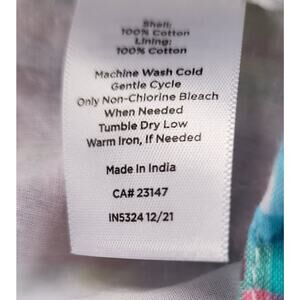 Shell:
100% Cotton
Lining:
100% Cotton
Machine Wash Cold
Gentle Cycle
Only Non-Chlorine Bleach
When Needed
Tumble Dry Low
Warm Iron, If Needed
Made in India
CA# 23147
IN5324 12/21